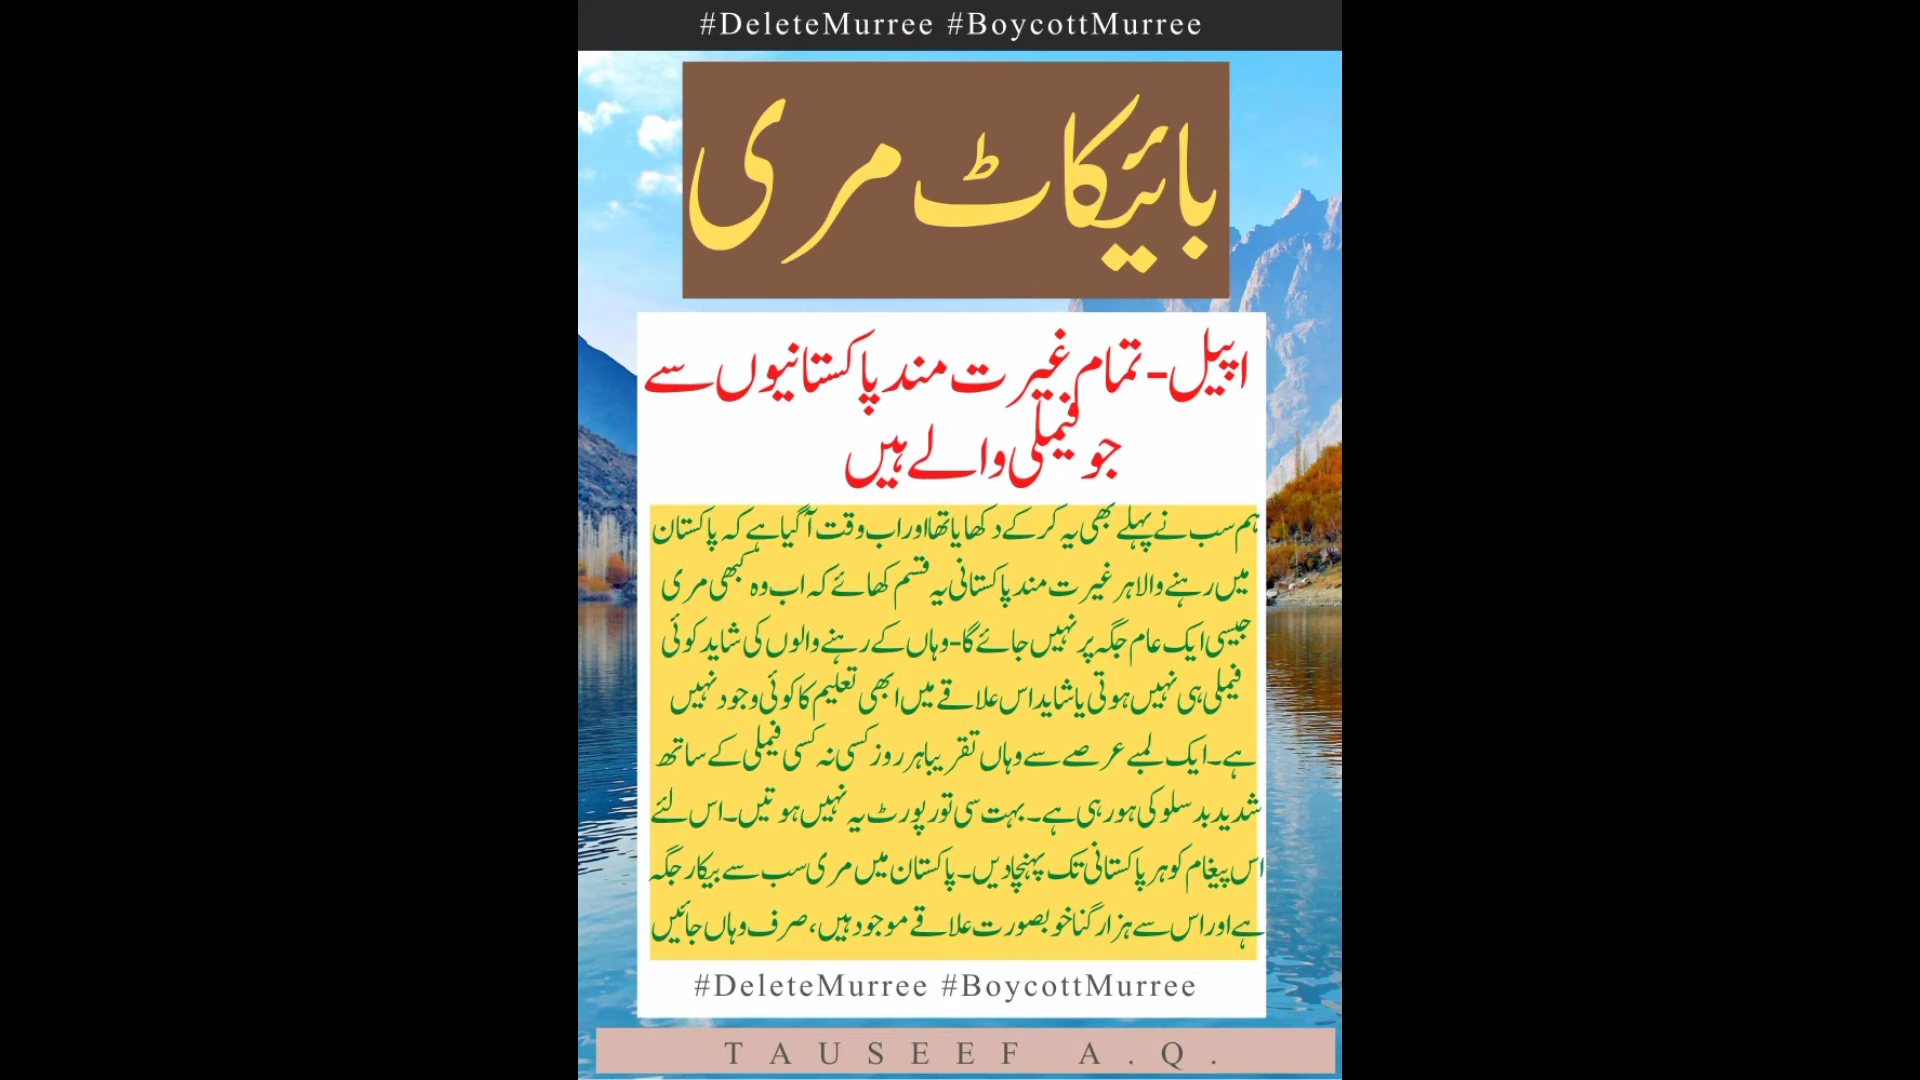 #DeleteMurree #BoycottMurree
بائیکاٹ مری
اپیل-تمام غیرت مند پاکستانیوں سے
جو فیملی والے ہیں
ہم سب نے پہلے بھی یہ کر کے دکھایا تھا اور اب وقت آ گیا ہے کہ پاکستان
میں رہنے والا ہر غیرت مند پاکستانی یہ قسم کھائے کہ اب وہ کبھی مری
جیسی ایک عام جگہ پر نہیں جائے گا-وہاں کے رہنے والوں کی شاید کوئی
فیملی ہی نہیں ہوتی یا شاید اس علاقے میں ابھی تعلیم کا کوئی وجود نہیں
ہے۔ایک لمبے عرصے سے وہاں تقریبا ہر روز کسی نہ کسی فیملی کے ساتھ
شدید بدسلوکی ہو رہی ہے۔ بہت سی تو رپورٹ یہ نہیں ہوتیں۔اس لئے
اس پیغام کو ہر پاکستانی تک پہنچا دیں۔ پاکستان میں مری سب سے بیکار جگہ
ہے اور اس سے ہزار گنا خوبصورت علاقے موجود ہیں، صرف وہاں جائیں
#DeleteMurree #BoycottMurree
TAUSEEF A.Q.